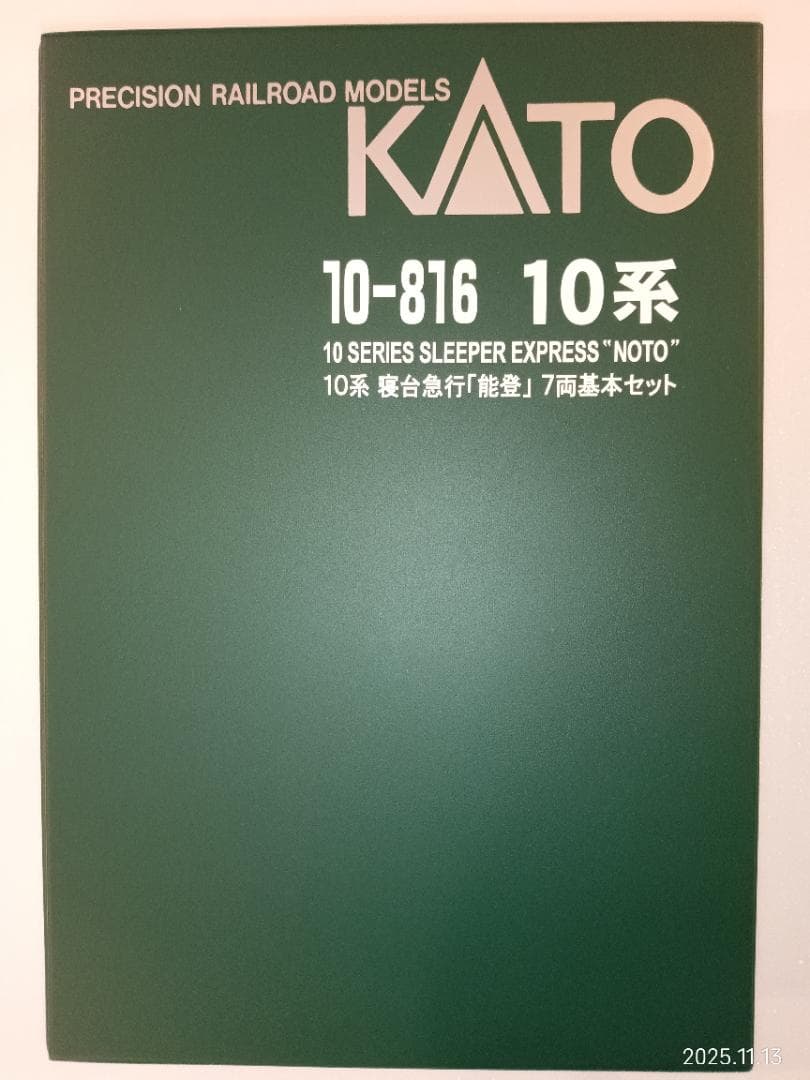 PRECISION RAILROAD MODELS
KATO
10-816 10系
10 SERIES SLEEPER EXPRESS “NOTO”
10系 寝台急行「能登」 7両基本セット
2025.11.13